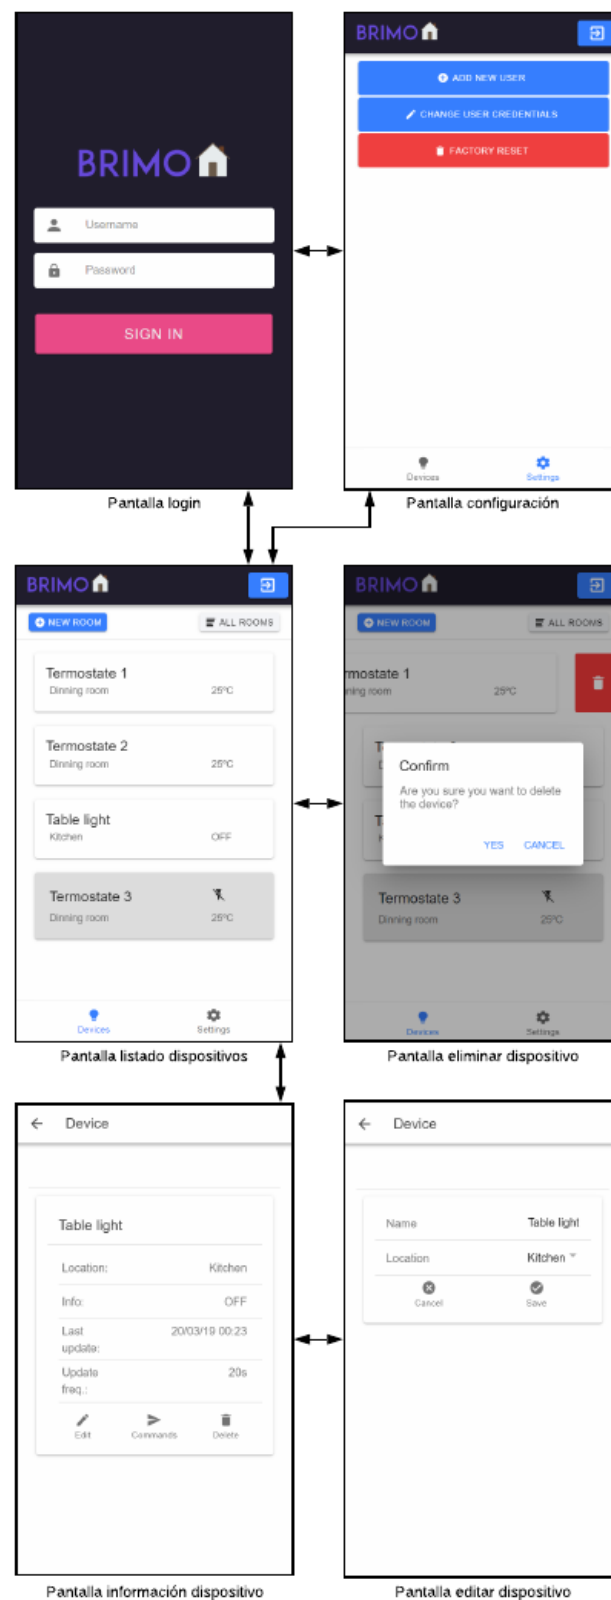 BRIMO
Username
Password
SIGN IN
Pantalla login
BRIMO
ADD NEW USER
CHANGE USER CREDENTIALS
FACTORY RESET
Devices
Settings
Pantalla configuración
BRIMO
NEW ROOM
ALL ROOMS
Termostate 1
Dinning room 25ºC
Termostate 2
Dinning room 25ºC
Table light
Kitchen OFF
Termostate 3
Dinning room 25ºC
Devices
Settings
Pantalla listado dispositivos
BRIMO
NEW ROOM
ALL ROOMS
rmostate 1
ning room 25ºC
Confirm
Are you sure you want to delete
the device?
YES CANCEL
Termostate 3
Dinning room 25ºC
Devices
Settings
Pantalla eliminar dispositivo
Device
Table light
Location: Kitchen
Info: OFF
Last 20/03/19 00:23
update:
Update 20s
freq.:
Edit Commands Delete
Pantalla información dispositivo
Device
Name Table light
Location Kitchen
Cancel Save
Pantalla editar dispositivo